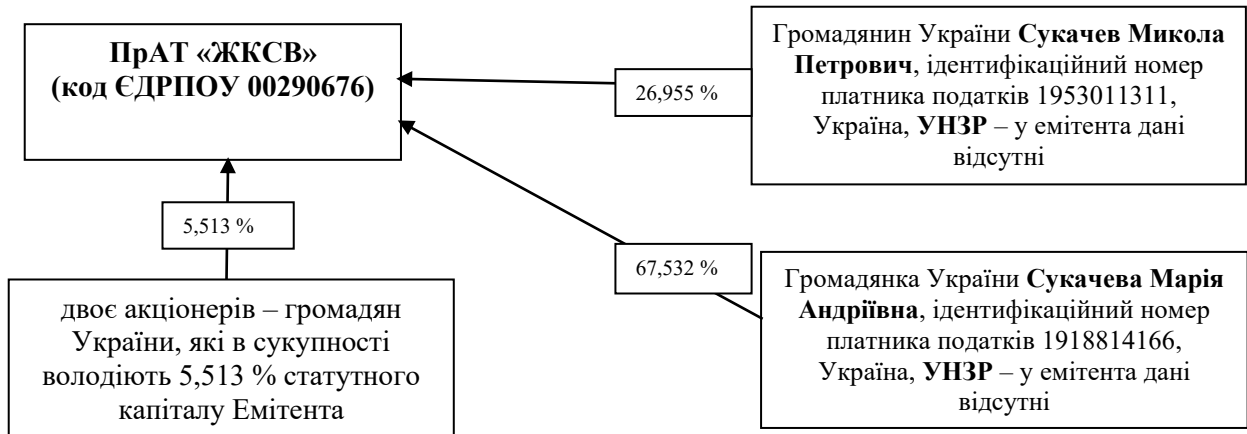 ПрАТ «ЖКСВ»
(код ЄДРПОУ 00290676)
26,955 %
Громадянин України Сукачев Микола
Петрович, ідентифікаційний номер
платника податків 1953011311,
Україна, УНЗР – у емітента дані
відсутні
5,513 %
67,532 %
двоє акціонерів – громадян
України, які в сукупності
володіють 5,513 % статутного
капіталу Емітента
Громадянка України Сукачева Марія
Андріївна, ідентифікаційний номер
платника податків 1918814166,
Україна, УНЗР – у емітента дані
відсутні